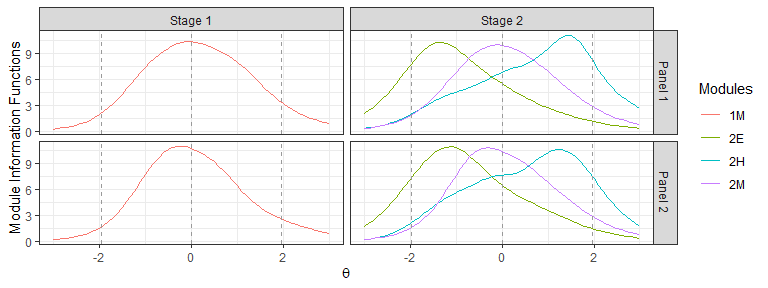 Stage 1
Stage 2
Module Information Functions
9
6
3
0
Panel 1
9
6
3
0
Panel 2
-2
0
2
-2
0
2
θ
Modules
1M
2E
2H
2M